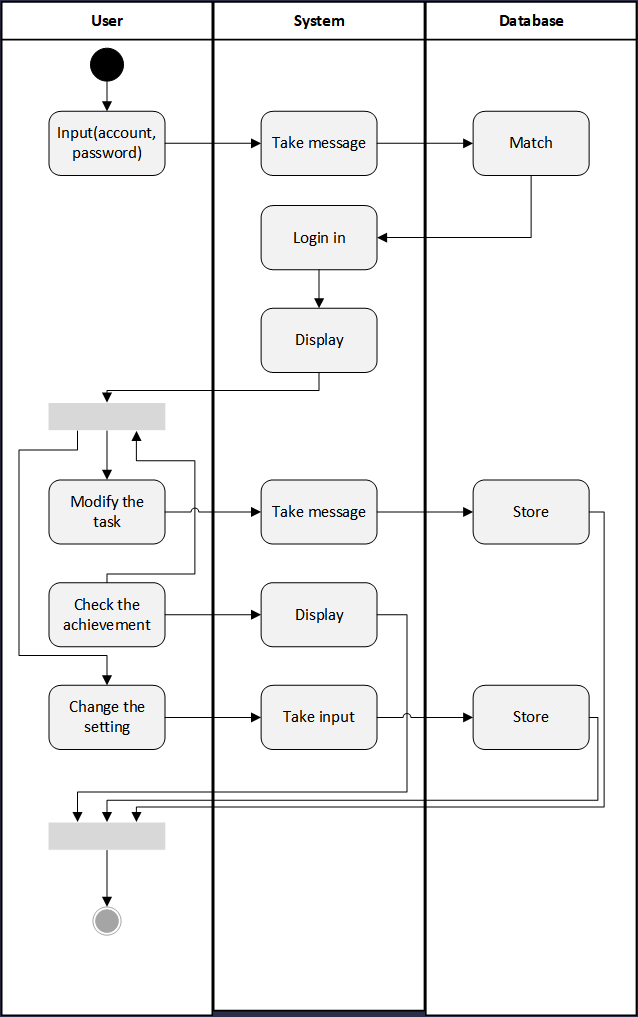 User
System
Database
Input(account,
password)
Take message
Match
Login in
Display
Modify the
task
Take message
Store
Check the
achievement
Display
Change the
setting
Take input
Store